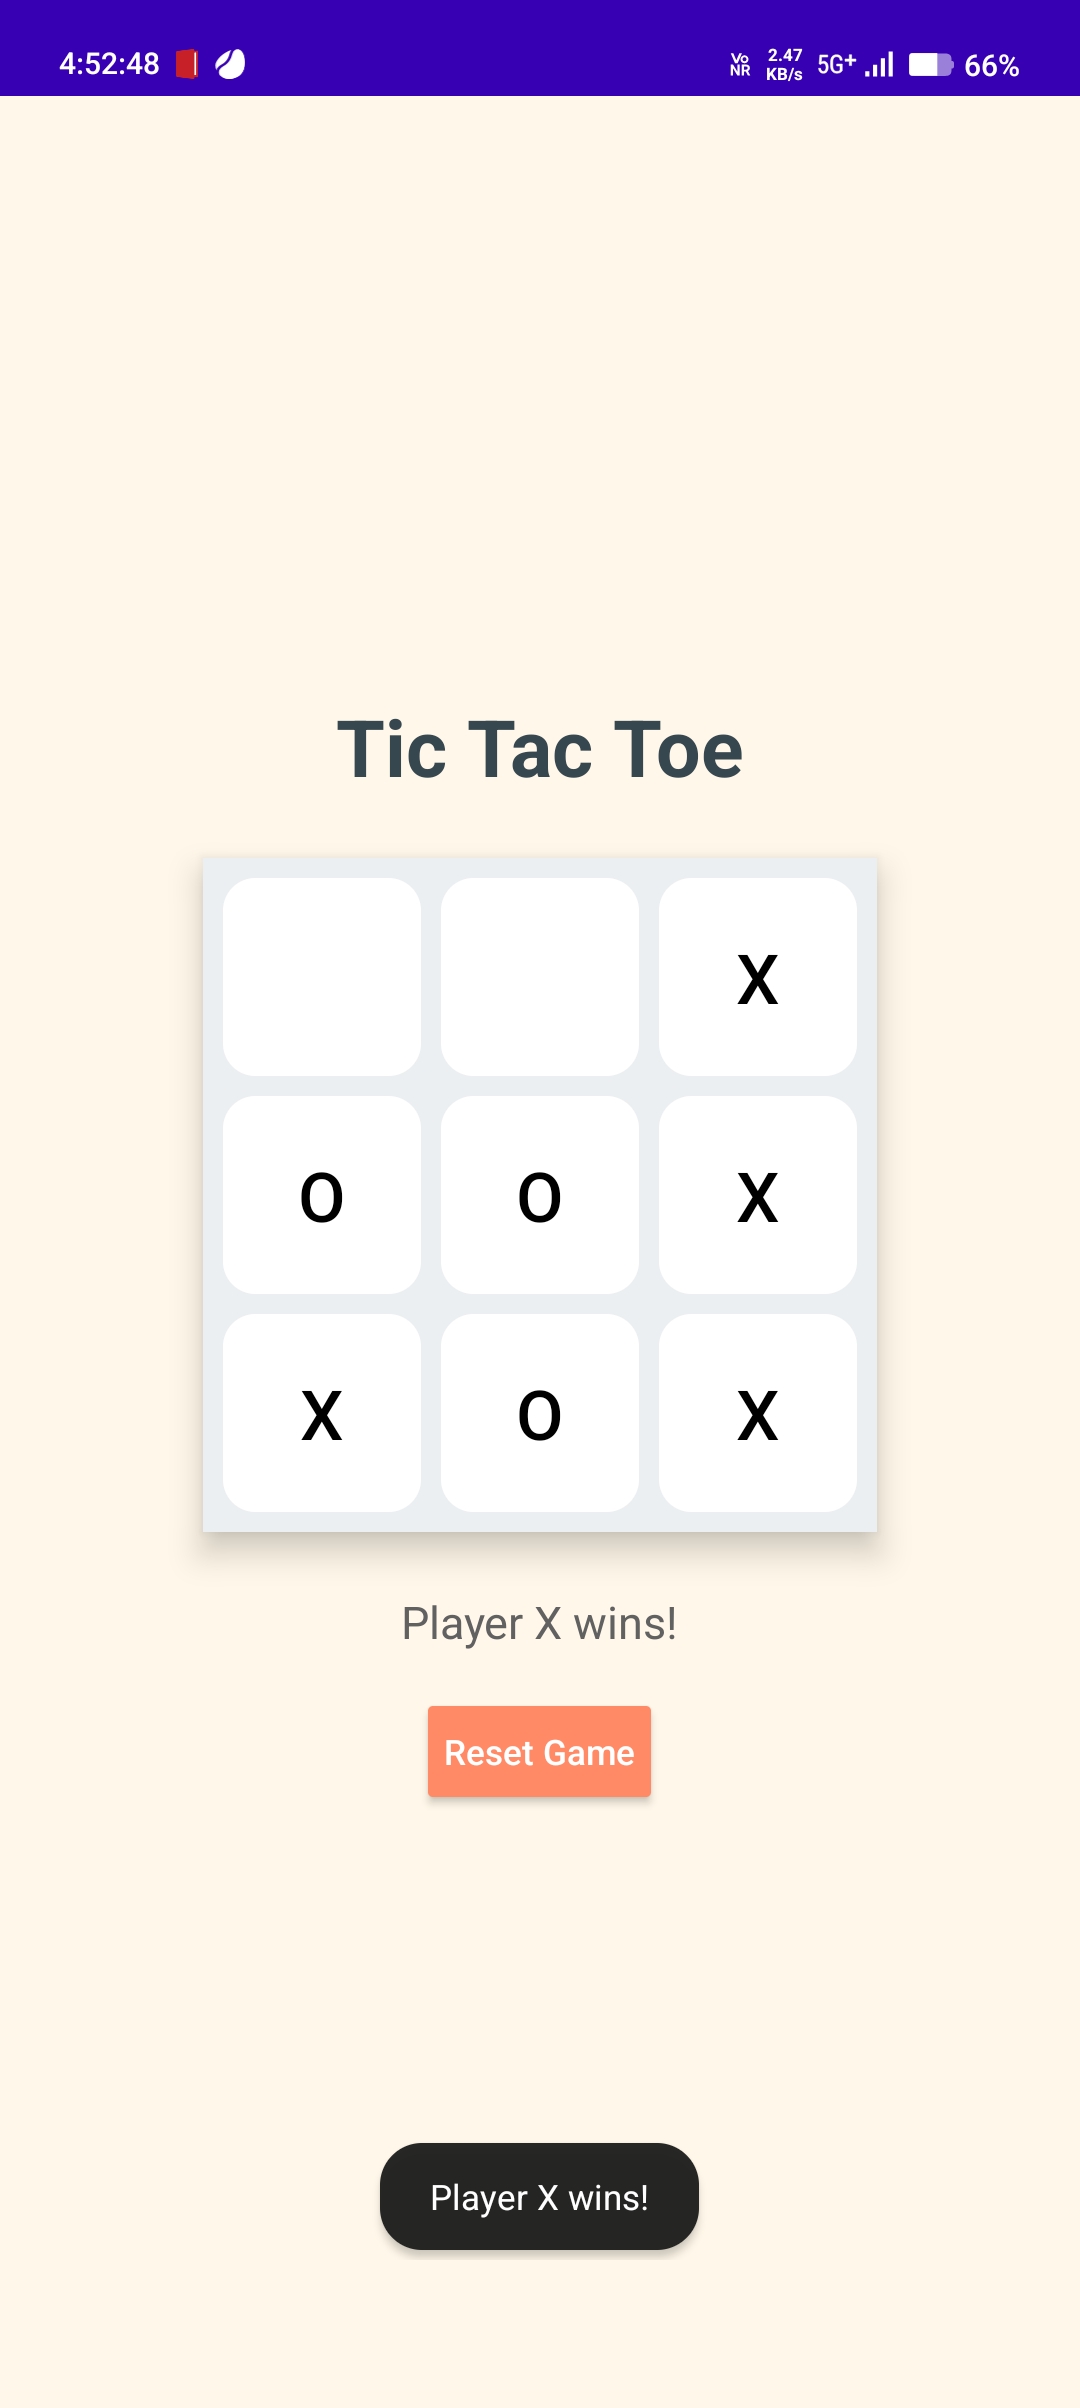 4:52:48 Vo NR 2.47 KB/s 5G+ 66%
Tic Tac Toe
X
O O X
X O X
Player X wins!
Reset Game
Player X wins!